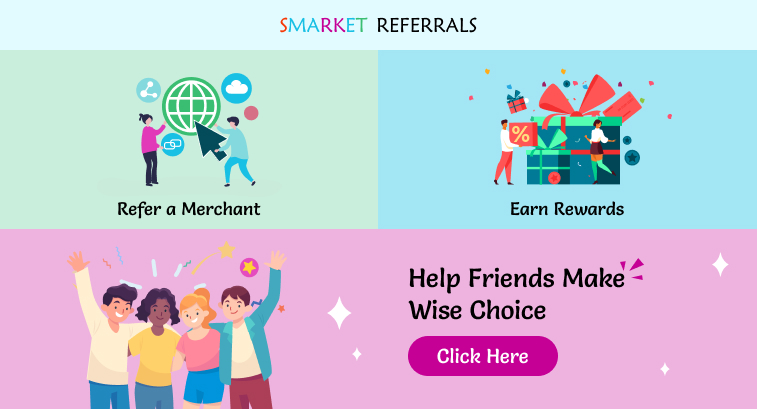 SMARKET REFERRALS
Refer a Merchant
Earn Rewards
%
Help Friends Make
Wise Choice
Click Here